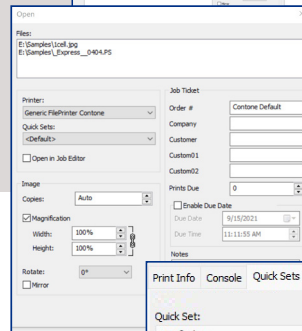 Open
Files:
E:\Samples\1cell.jpg
E:\Samples\_Express__0404.PS
Printer:
Generic FilePrinter Contone
Quick Sets:
<Default>
Open in Job Editor
Image
Copies: Auto
Magnification
Width: 100%
Height: 100%
Rotate: 0°
Mirror
Job Ticket
Order # Contone Default
Company
Customer
Custom01
Custom02
Prints Due 0
Enable Due Date
Due Date 9/15/2021
Due Time 11:11:55 AM
Notes
Print Info Console Quick Sets
Quick Set: